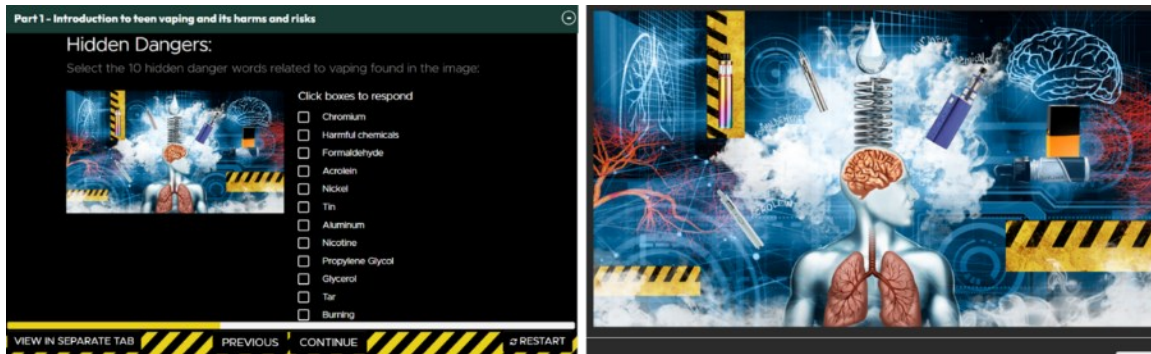 Part 1 - Introduction to teen vaping and its harms and risks
Hidden Dangers:
Select the 10 hidden danger words related to vaping found in the image:
Click boxes to respond
Chromium
Harmful chemicals
Formaldehyde
Acrolein
Nickel
Tin
Aluminum
Nicotine
Propylene Glycol
Glycerol
Tar
Burning
VIEW IN SEPARATE TAB
PREVIOUS
CONTINUE
RESTART